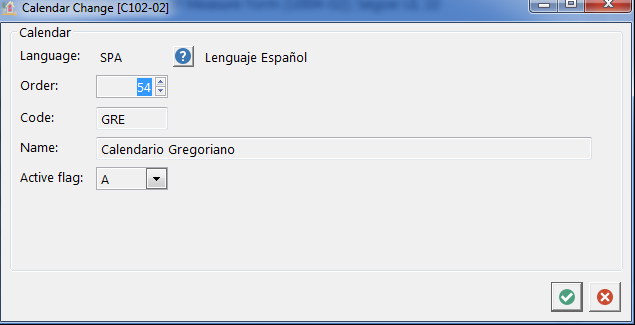 Calendar Change [C102-02]
Calendar
Language: SPA ? Lenguaje Español
Order: 54
Code: GRE
Name: Calendario Gregoriano
Active flag: A